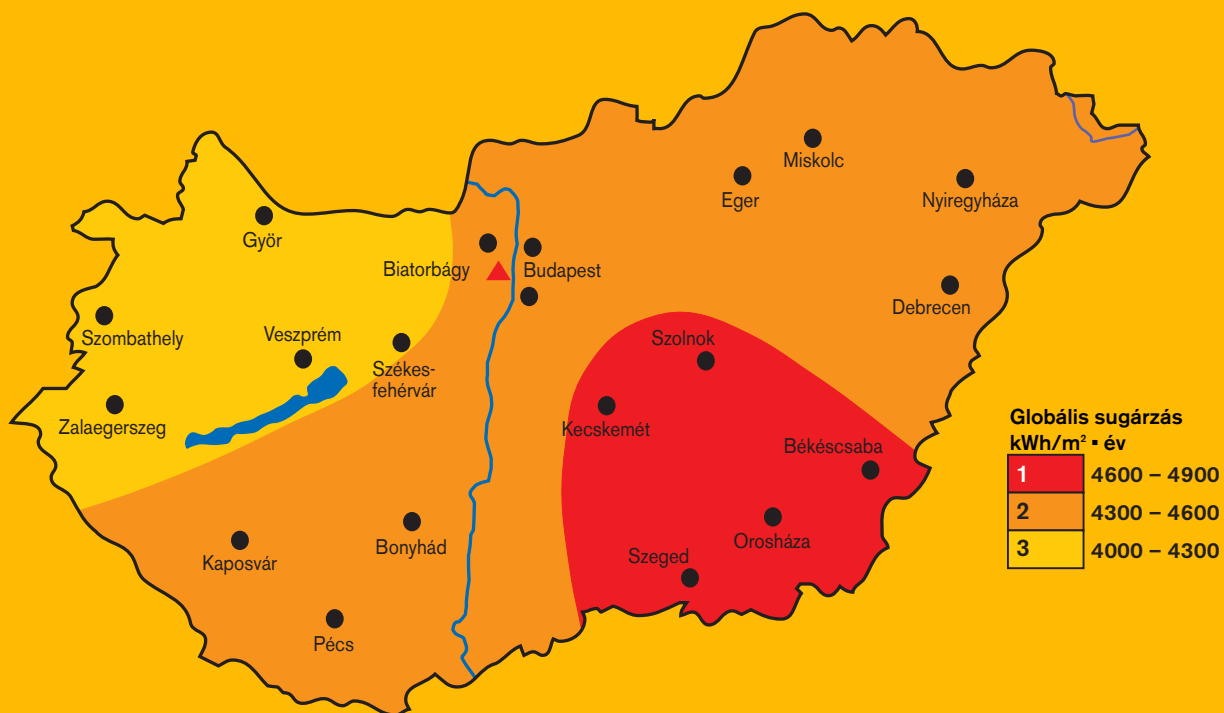 Miskolc
Eger
Nyiregyháza
Györ
Biatorbágy
Budapest
Debrecen
Szombathely
Veszprém
Székes-
fehérvár
Szolnok
Zalaegerszeg
Kecskemét
Békéscsaba
Kaposvár
Bonyhád
Orosháza
Szeged
Pécs
Globális sugárzás
kWh/m² ▪ év
1 4600 – 4900
2 4300 – 4600
3 4000 – 4300